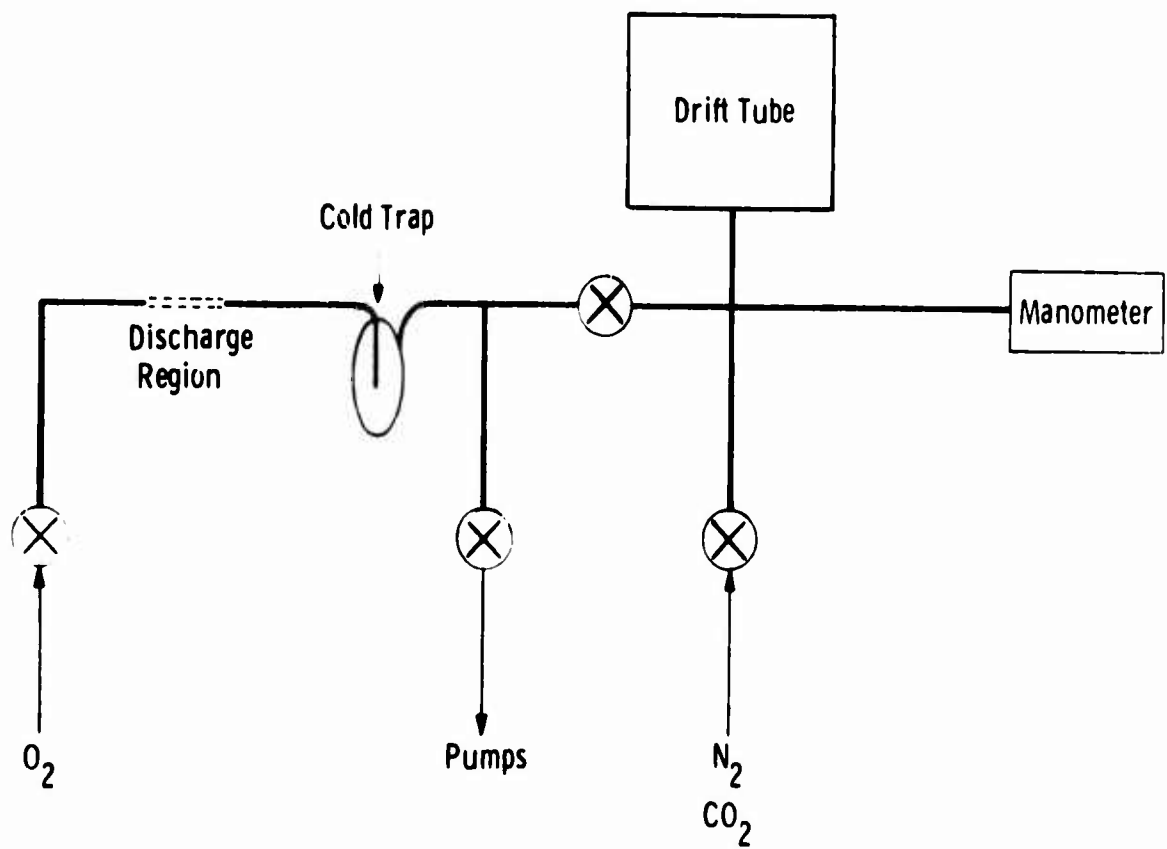 Drift Tube
Cold Trap
Discharge
Region
Manometer
O₂
Pumps
N₂
CO₂